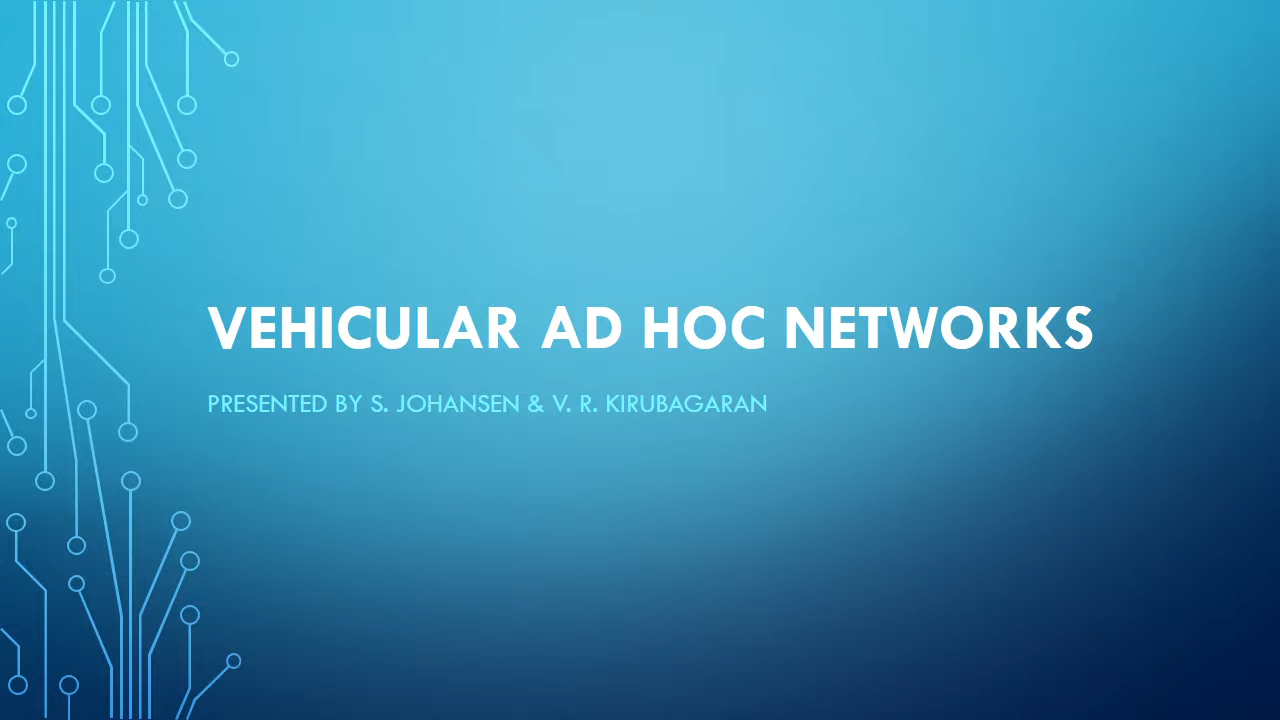 VEHICULAR AD HOC NETWORKS
PRESENTED BY S. JOHANSEN & V. R. KIRUBAGARAN